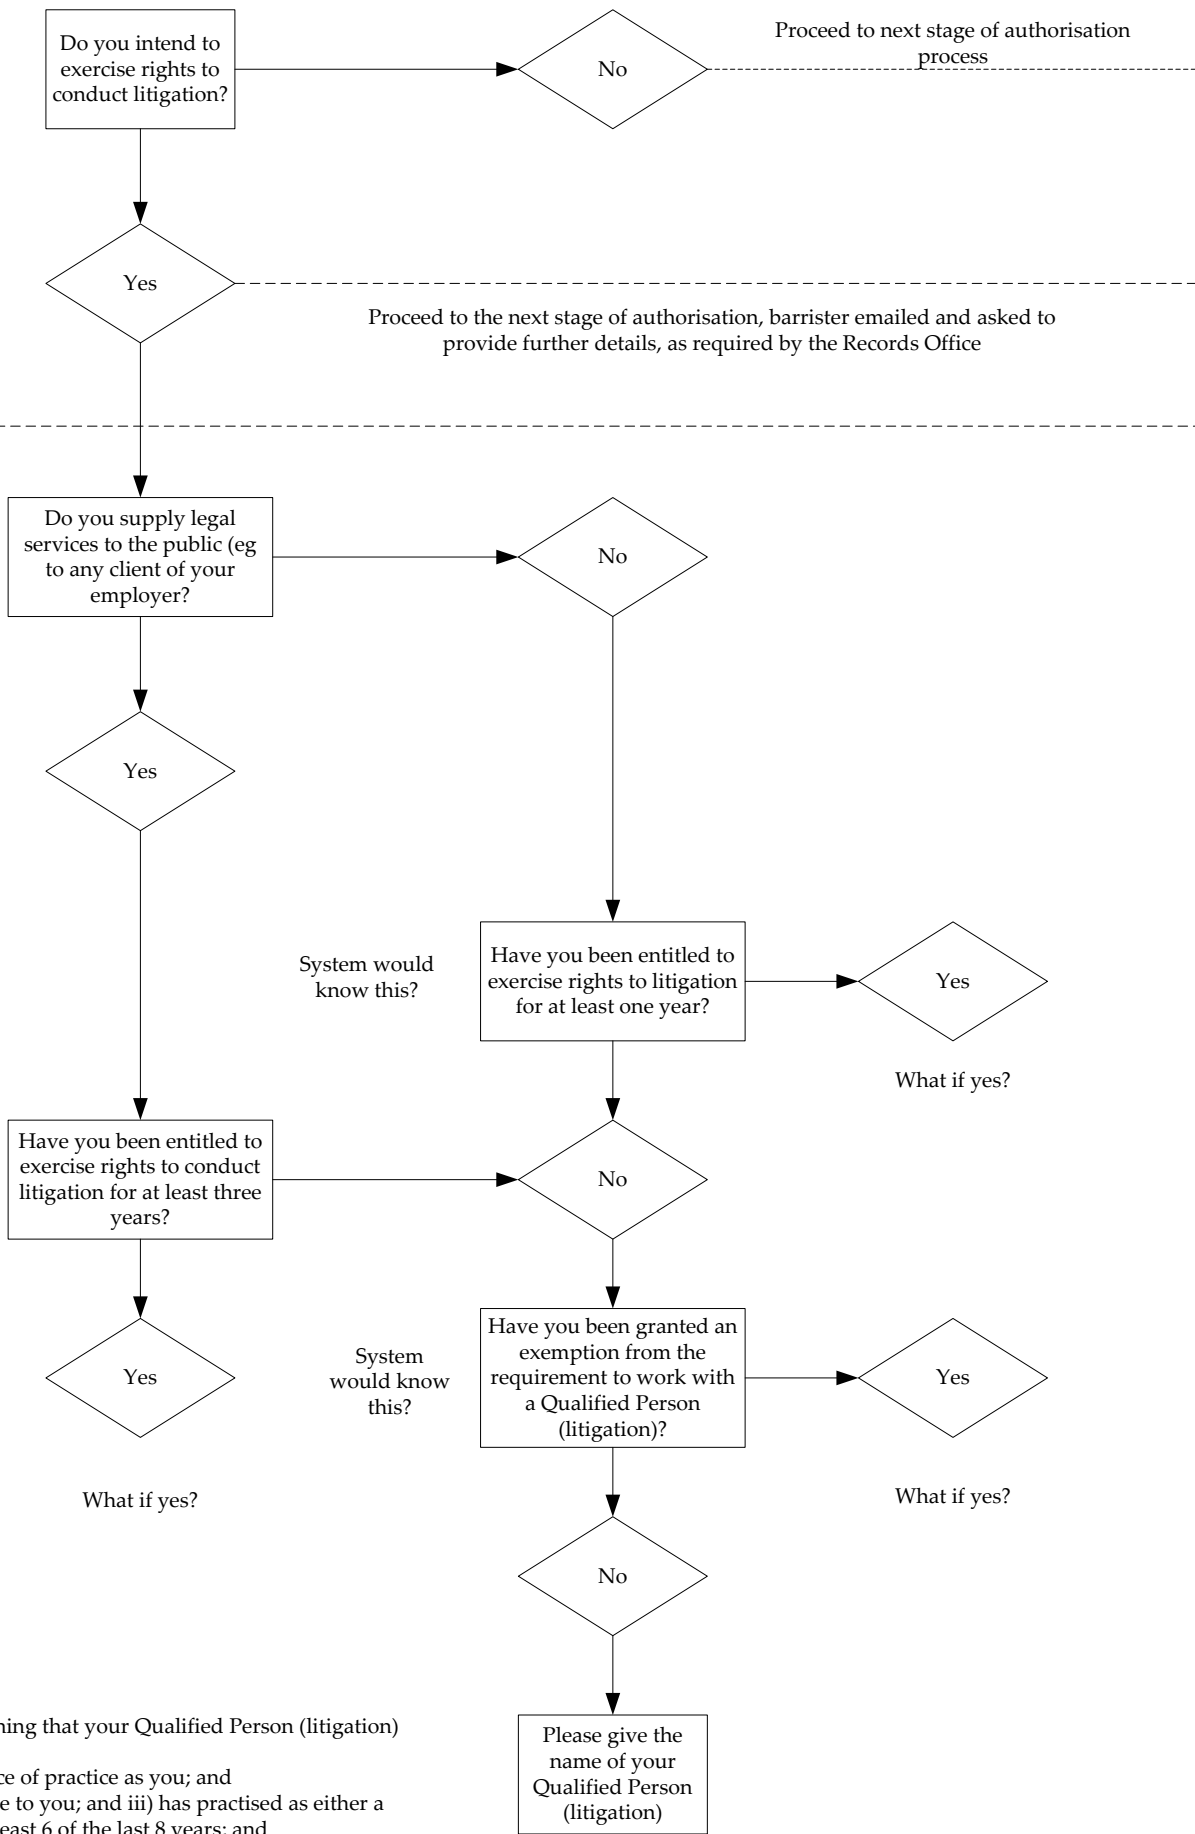 Do you intend to
exercise rights to
conduct litigation?
No
Proceed to next stage of authorisation
process
Yes
Proceed to the next stage of authorisation, barrister emailed and asked to
provide further details, as required by the Records Office
Do you supply legal
services to the public (eg
to any client of your
employer?
No
Yes
System would
know this?
Have you been entitled to
exercise rights to litigation
for at least one year?
Yes
What if yes?
Have you been entitled to
exercise rights to conduct
litigation for at least three
years?
No
Yes
What if yes?
System
would know
this?
Have you been granted an
exemption from the
requirement to work with
a Qualified Person
(litigation)?
Yes
What if yes?
No
Please give the
name of your
Qualified Person
(litigation)
that your Qualified Person (litigation)
of practice as you; and
to you; and iii) has practised as either a
6 of the last 8 years; and